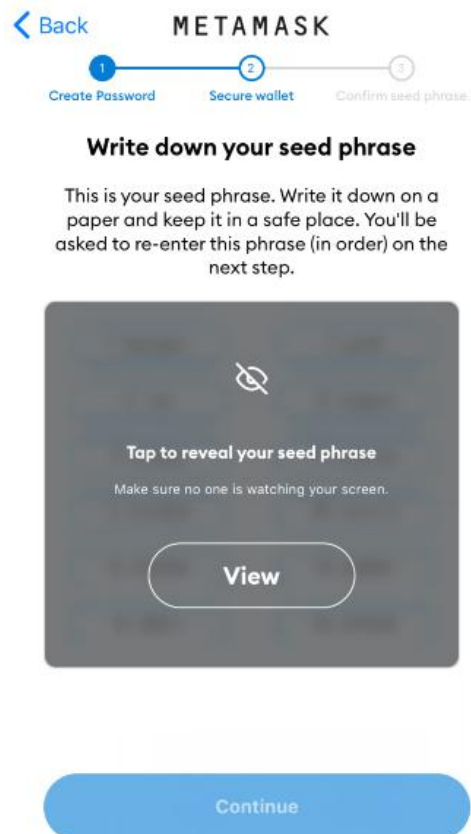 Back
METAMASK
1 2 3
Create Password Secure wallet Confirm seed phrase
Write down your seed phrase
This is your seed phrase. Write it down on a
paper and keep it in a safe place. You'll be
asked to re-enter this phrase (in order) on the
next step.
Tap to reveal your seed phrase
Make sure no one is watching your screen.
View
Continue